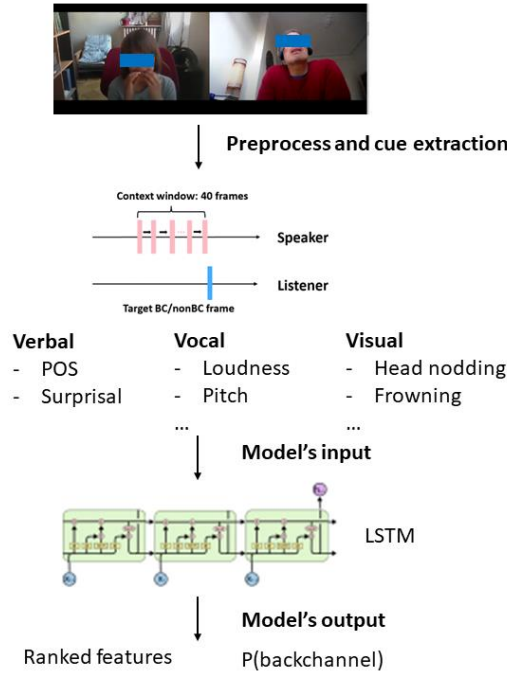 Preprocess and cue extraction
Context window: 40 frames
Speaker
Listener
Target BC/nonBC frame
Verbal
- POS
- Surprisal
Vocal
- Loudness
- Pitch
...
Visual
- Head nodding
- Frowning
...
Model's input
LSTM
Model's output
Ranked features
P(backchannel)